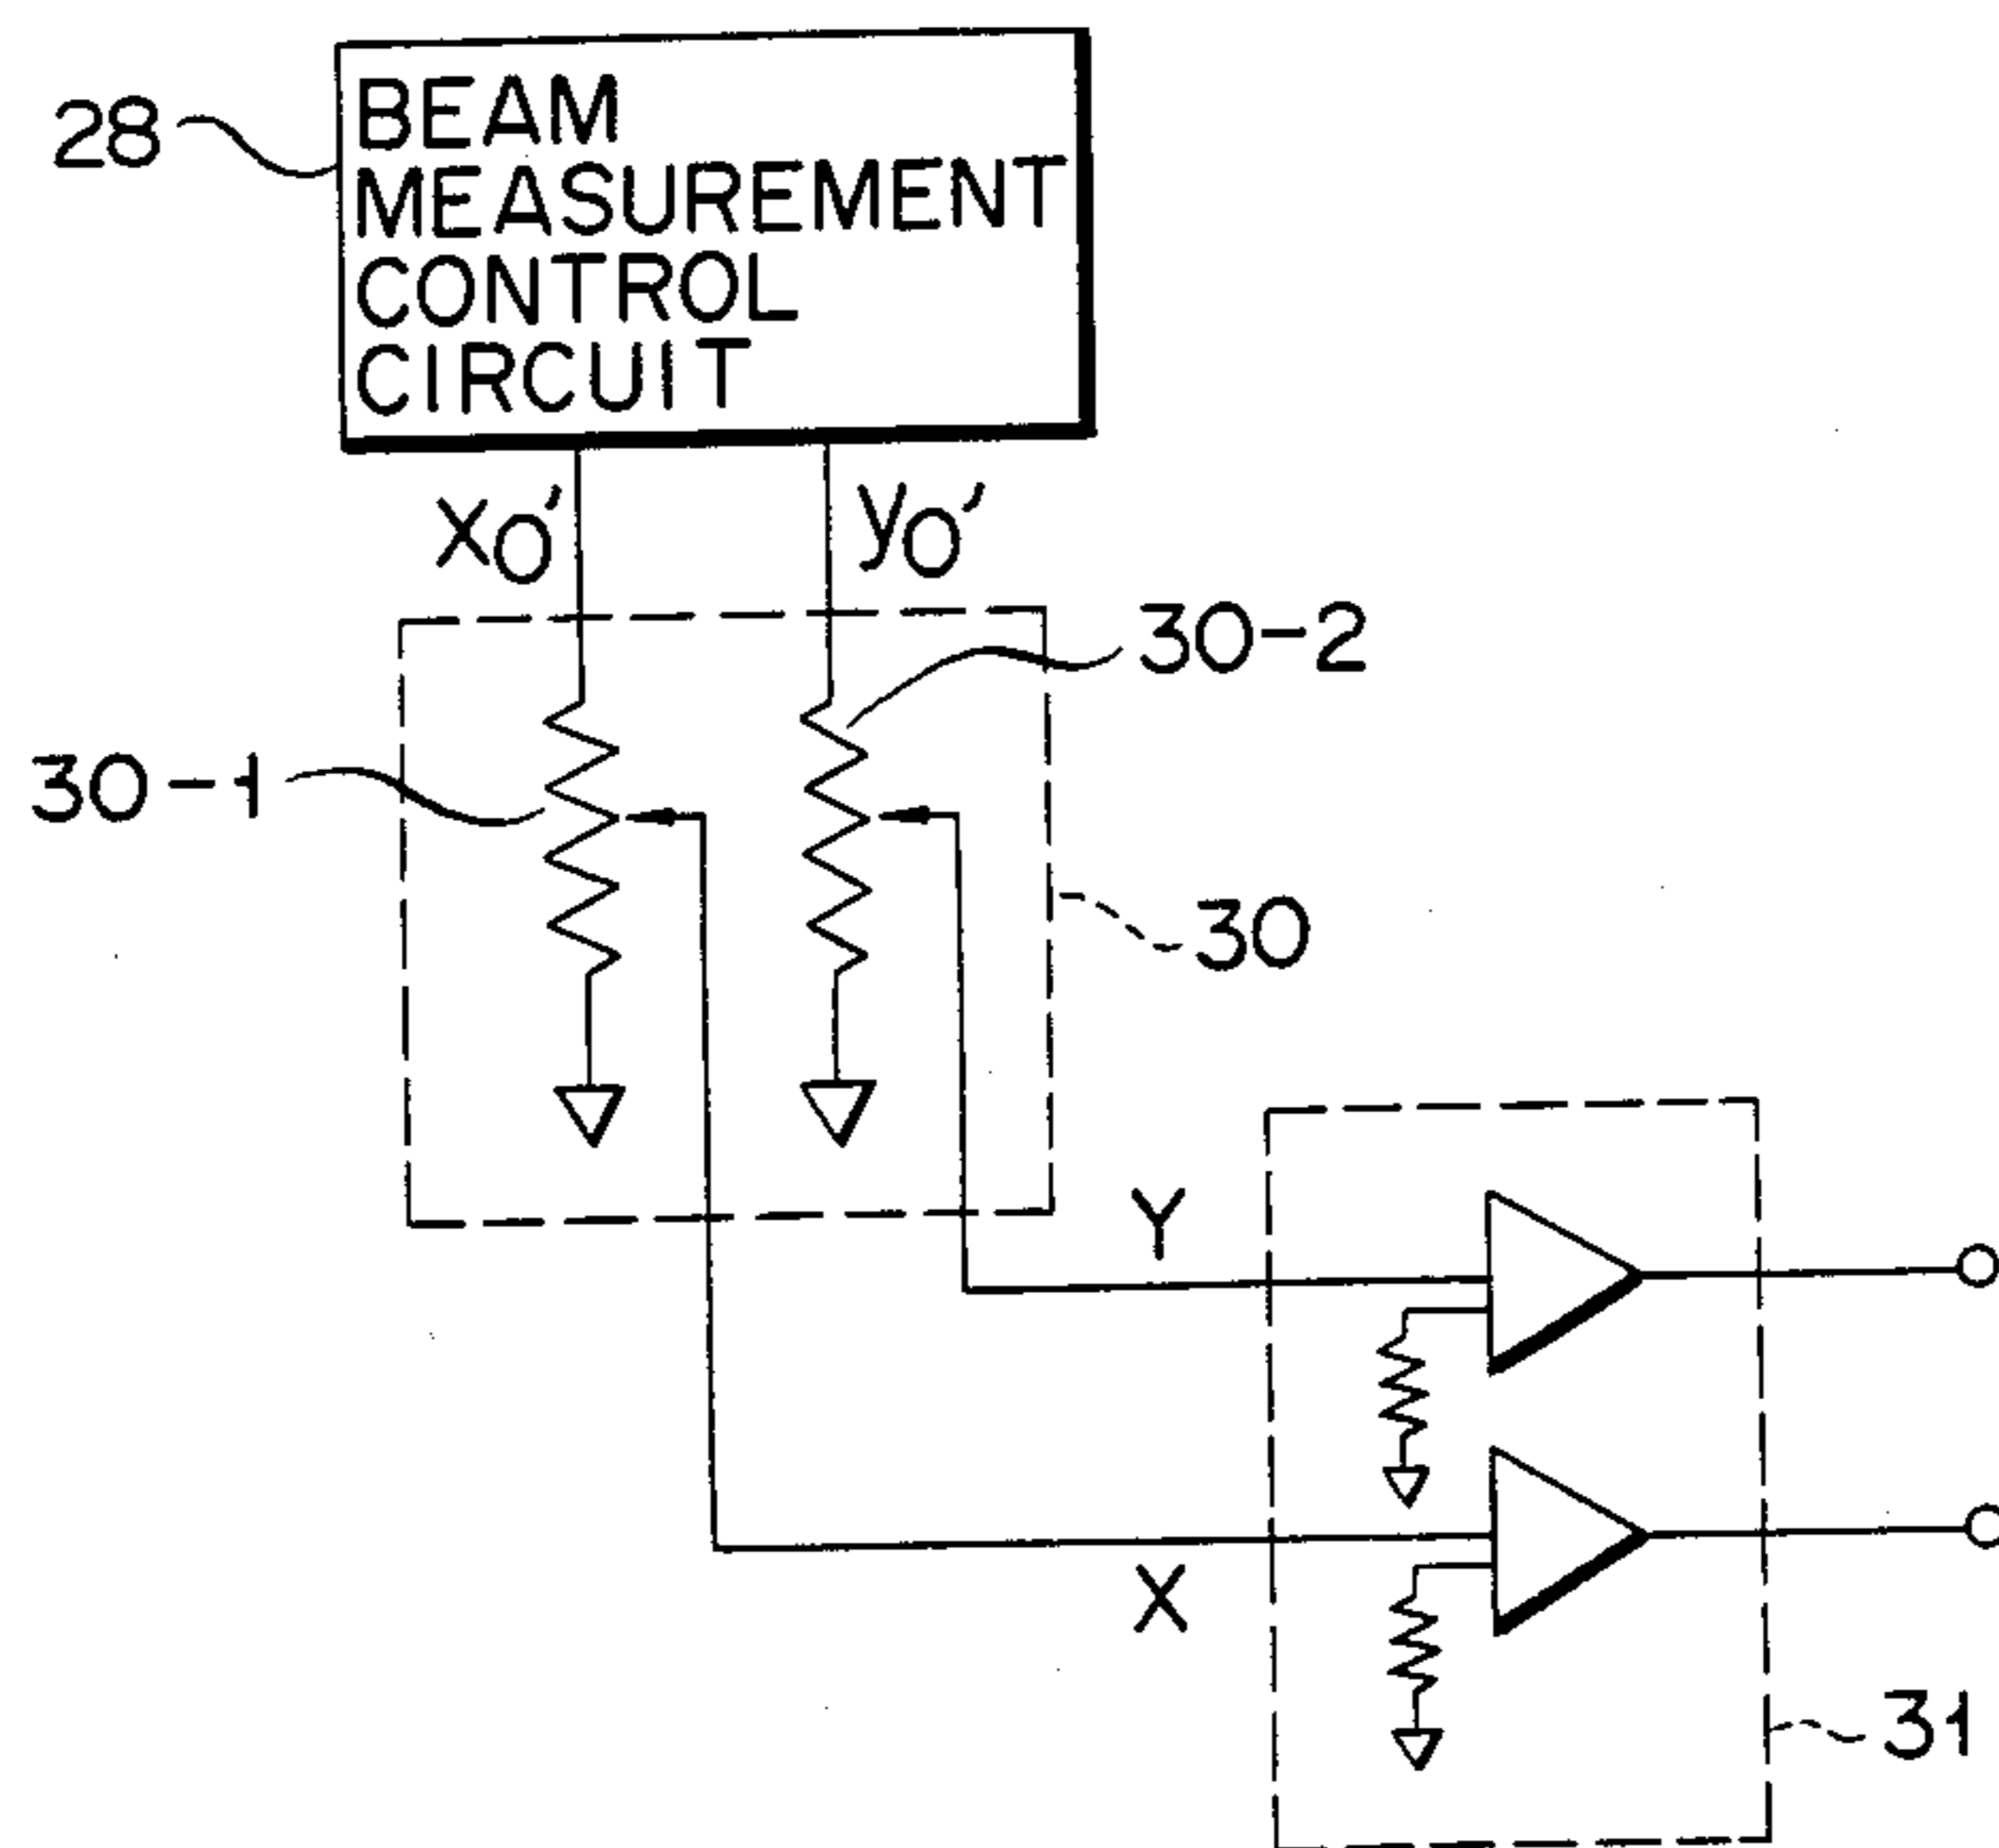 28
BEAM
MEASUREMENT
CONTROL
CIRCUIT
x0'
y0'
30-2
30-1
30
Y
X
31